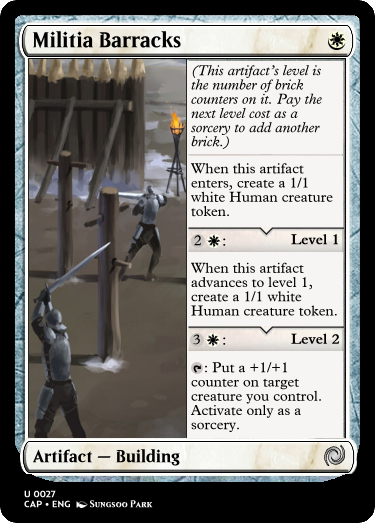 Militia Barracks
(This artifact's level is
the number of brick
counters on it. Pay the
next level cost as a
sorcery to add another
brick.)
When this artifact
enters, create a 1/1
white Human creature
token.
2 : Level 1
When this artifact
advances to level 1,
create a 1/1 white
Human creature token.
3 : Level 2
: Put a +1/+1
counter on target
creature you control.
Activate only as a
sorcery.
Artifact — Building
U 0027
CAP • ENG Sungsoo Park